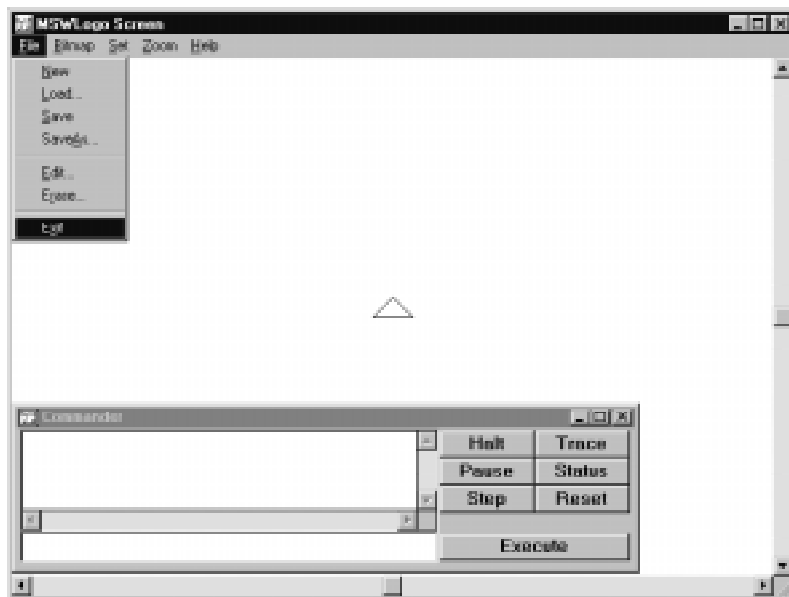 MSWLogo Screen
File Bitmap Set Zoom Help
New
Load...
Save
SaveAs...
Edit...
Erase...
Exit
Commander
Halt Trace
Pause Status
Step Reset
Execute